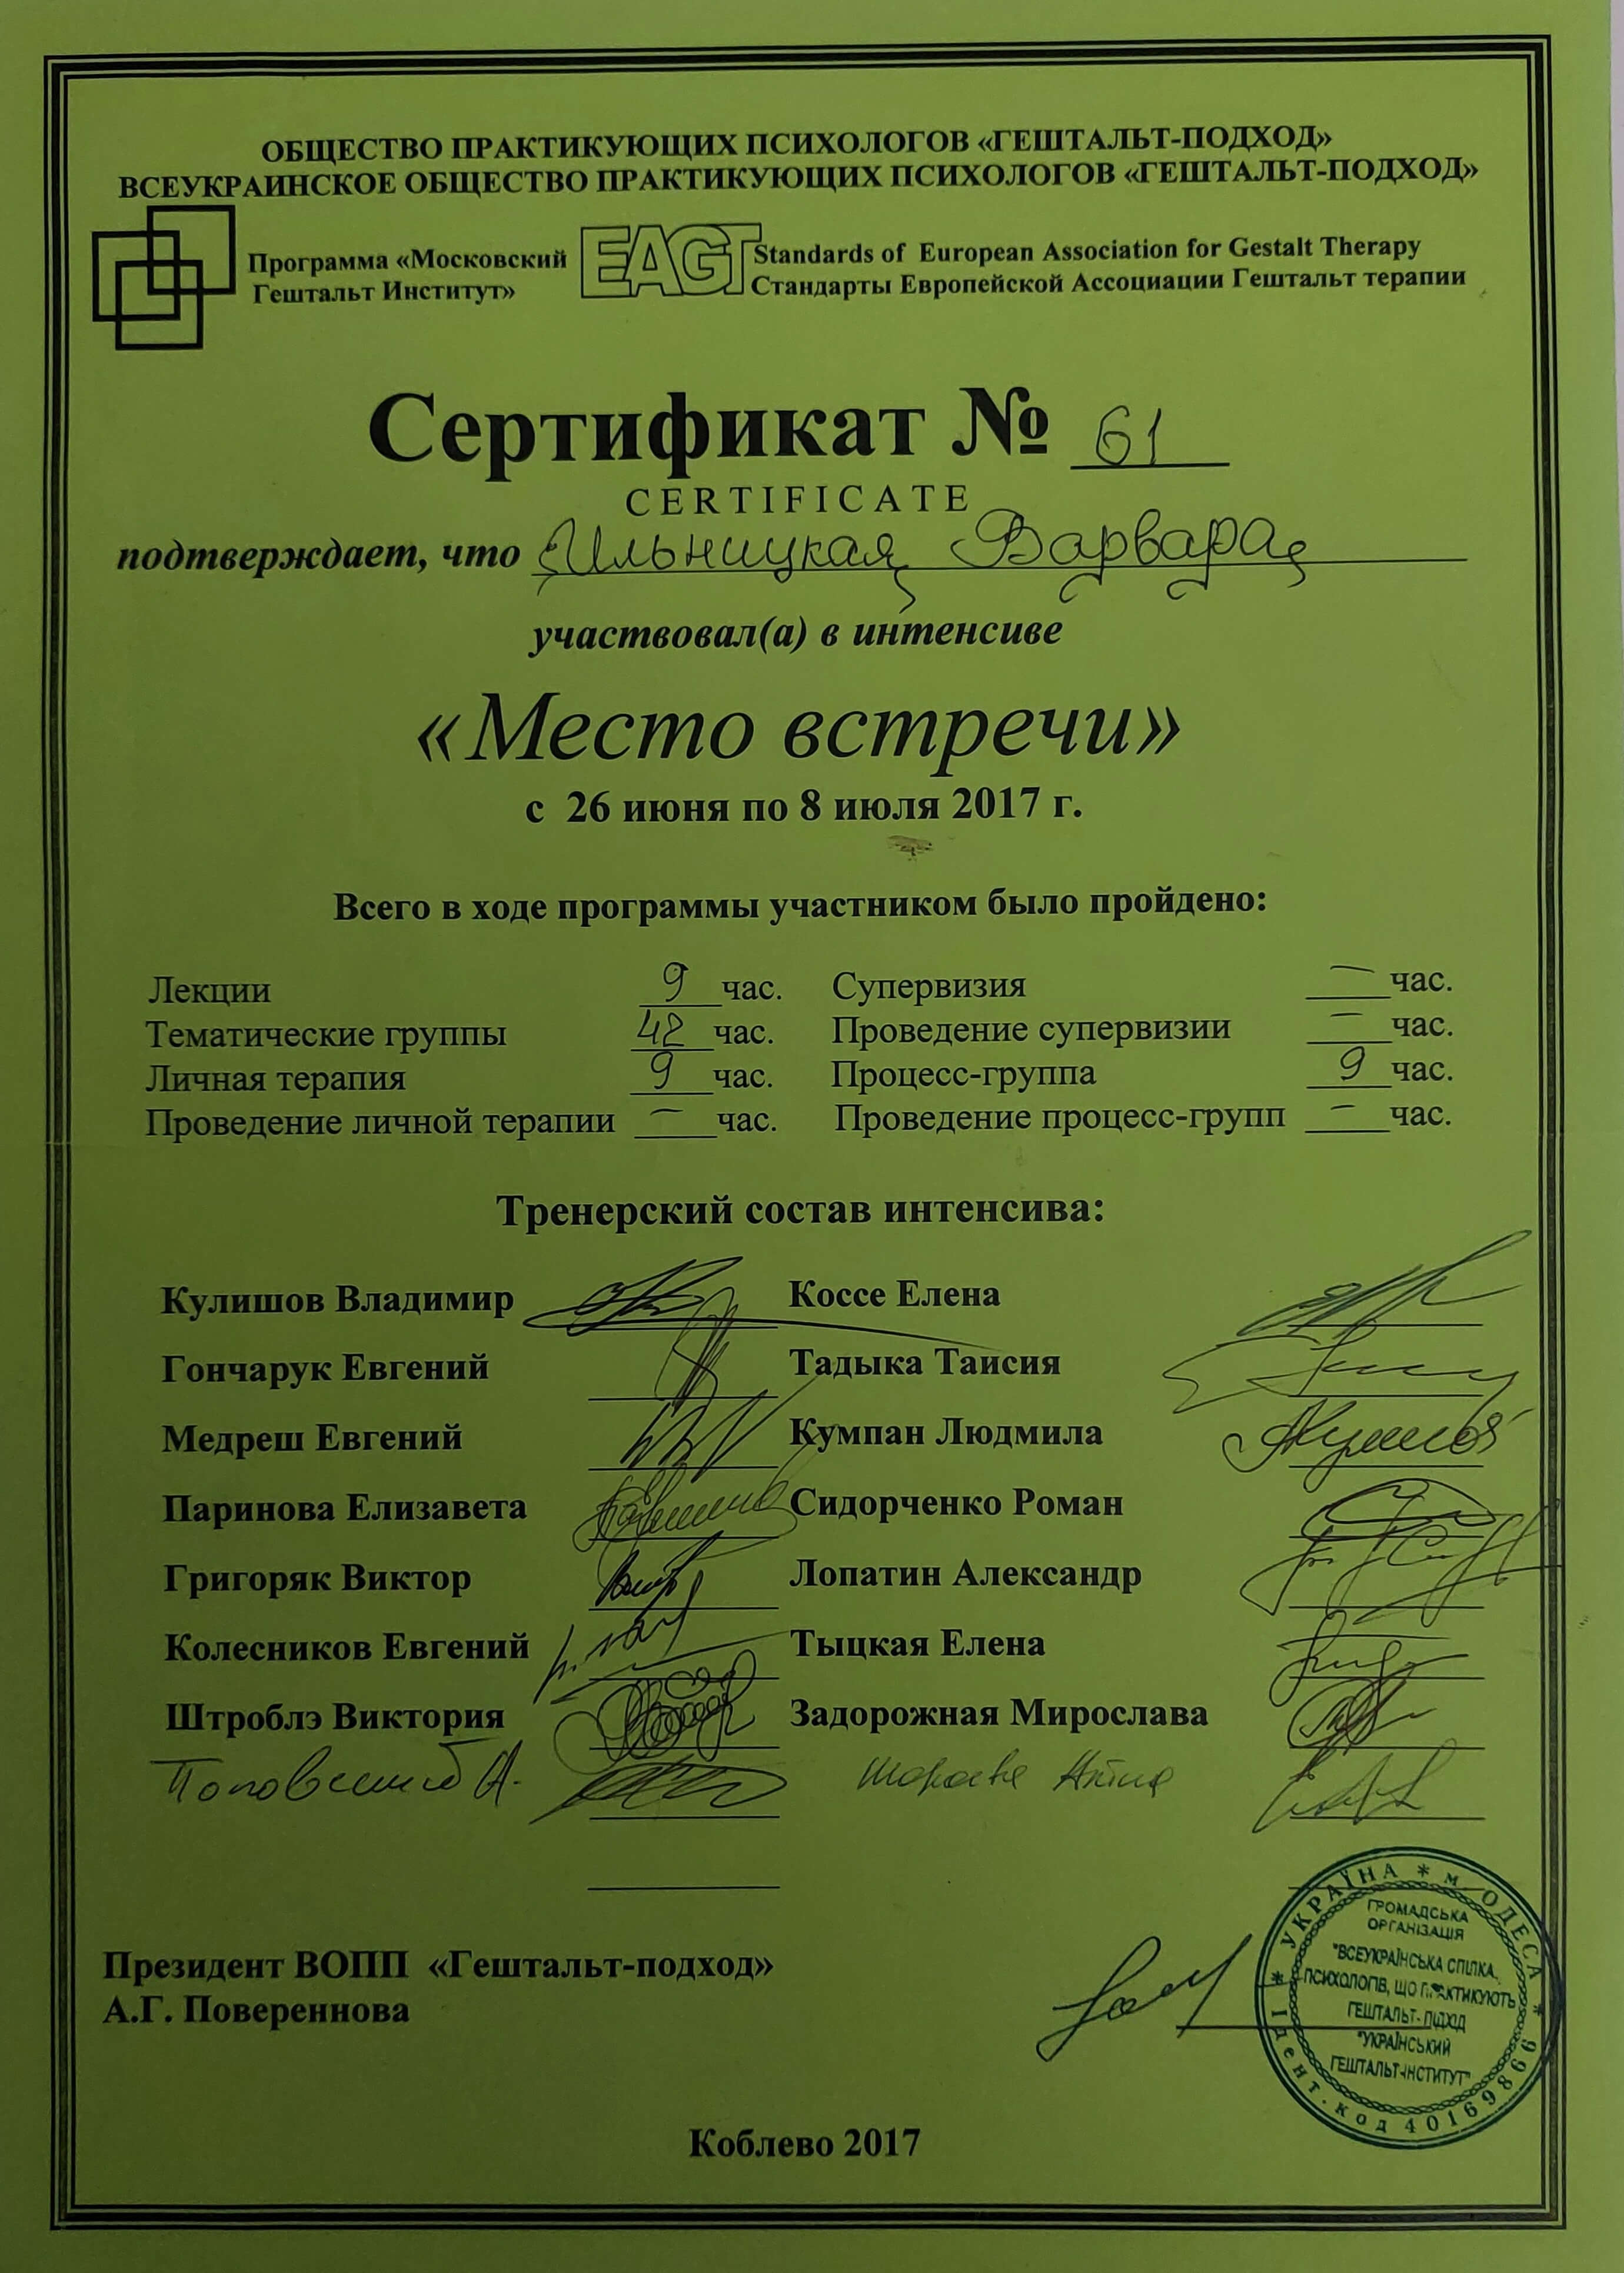 ОБЩЕСТВО ПРАКТИКУЮЩИХ ПСИХОЛОГОВ «ГЕШТАЛЬТ-ПОДХОД»
ВСЕУКРАИНСКОЕ ОБЩЕСТВО ПРАКТИКУЮЩИХ ПСИХОЛОГОВ «ГЕШТАЛЬТ-ПОДХОД»
Программа «Московский
Гештальт Институт»
EAGT
Standards of European Association for Gestalt Therapy
Стандарты Европейской Ассоциации Гештальт терапии
Сертификат № 61
CERTIFICATE
подтверждает, что Ильницкая Варвара
участвовал(а) в интенсиве
«Место встречи»
с 26 июня по 8 июля 2017 г.
Всего в ходе программы участником было пройдено:
Лекции 9 час. Супервизия — час.
Тематические группы 42 час. Проведение супервизии — час.
Личная терапия 9 час. Процесс-группа 9 час.
Проведение личной терапии — час. Проведение процесс-групп — час.
Тренерский состав интенсива:
Кулишов Владимир Коссе Елена
Гончарук Евгений Тадыка Таисия
Медреш Евгений Кумпан Людмила
Паринова Елизавета Сидорченко Роман
Григоряк Виктор Лопатин Александр
Колесников Евгений Тыцкая Елена
Штроблэ Виктория Задорожная Мирослава
Президент ВОПП «Гештальт-подход»
А.Г. Повереннова
УКРАЇНА * м. ОДЕСА * Ідент. код 40169866 *
ГРОМАДСЬКА
ОРГАНІЗАЦІЯ
"ВСЕУКРАЇНСЬКА СПІЛКА
ПСИХОЛОГІВ, ЩО ПРАКТИКУЮТЬ
ГЕШТАЛЬТ-ПІДХІД
"УКРАЇНСЬКИЙ
ГЕШТАЛЬТ-ІНСТИТУТ"
Коблево 2017